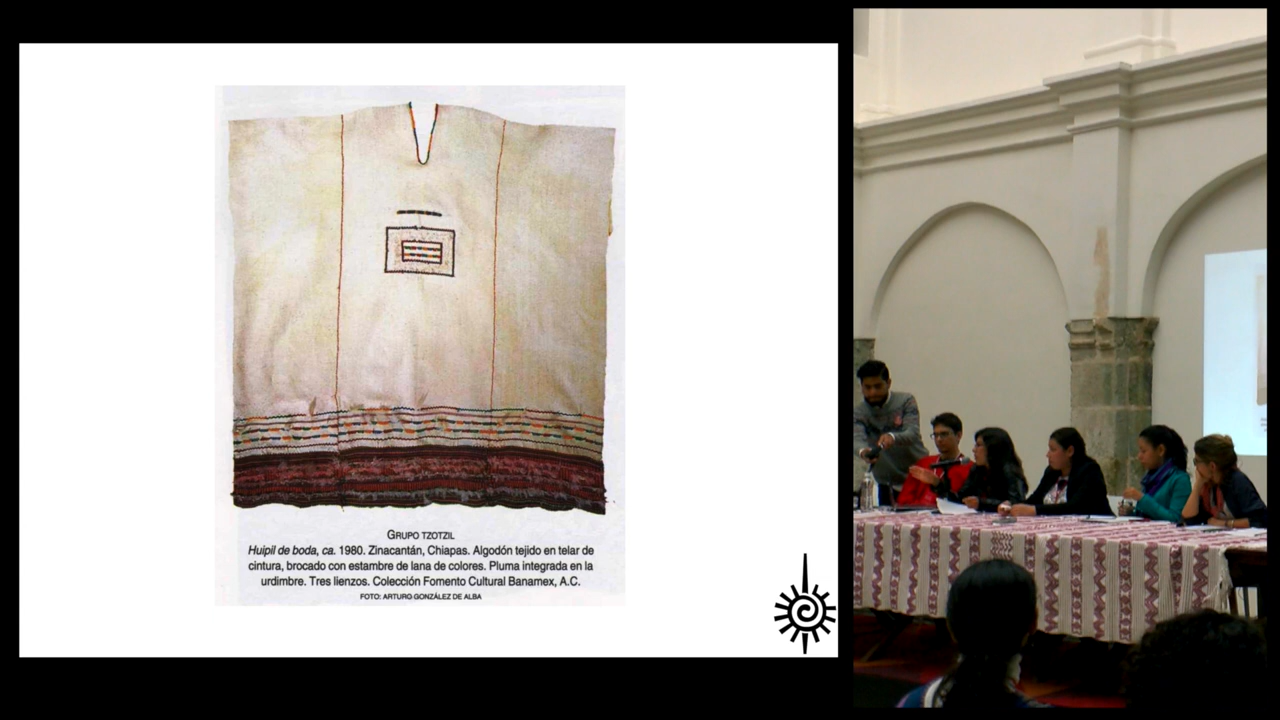 GRUPO TZOTZIL
Huipil de boda, ca. 1980. Zinacantán, Chiapas. Algodón tejido en telar de
cintura, brocado con estambre de lana de colores. Pluma integrada en la
urdimbre. Tres lienzos. Colección Fomento Cultural Banamex, A.C.
FOTO: ARTURO GONZÁLEZ DE ALBA